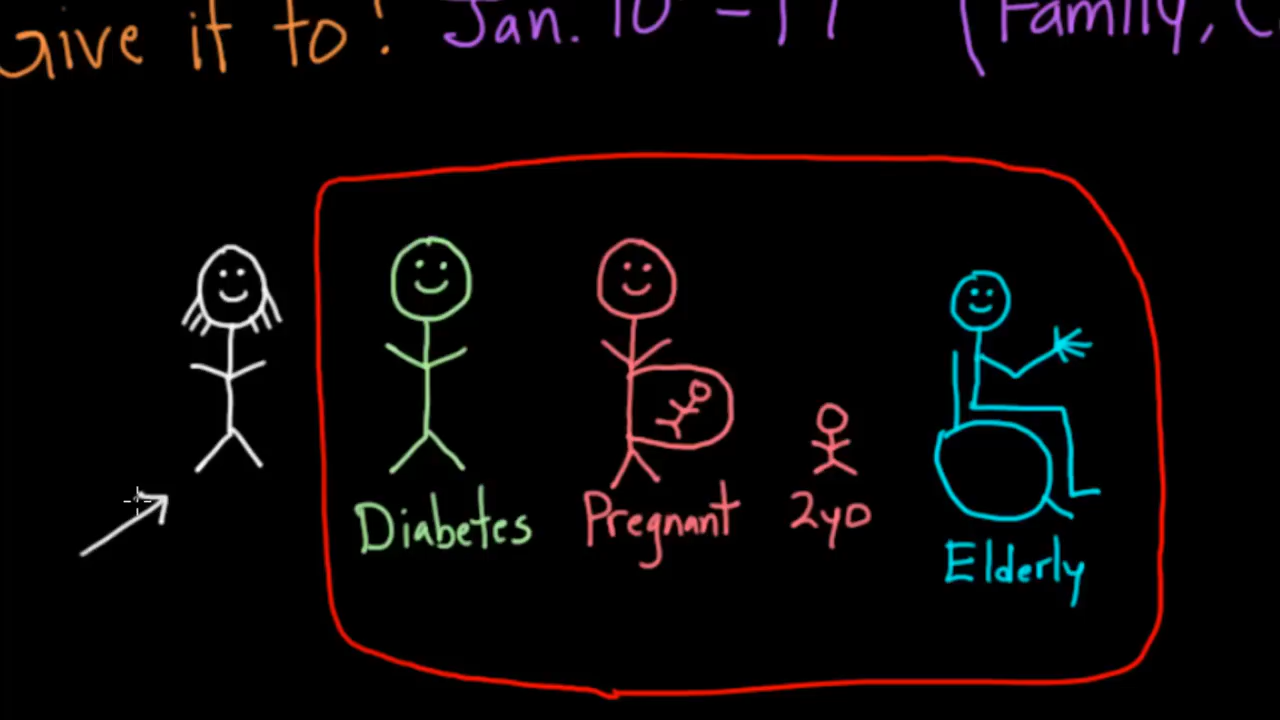 Give it to! Jan. 10 - 17 (Family,
Diabetes
Pregnant
2yo
Elderly